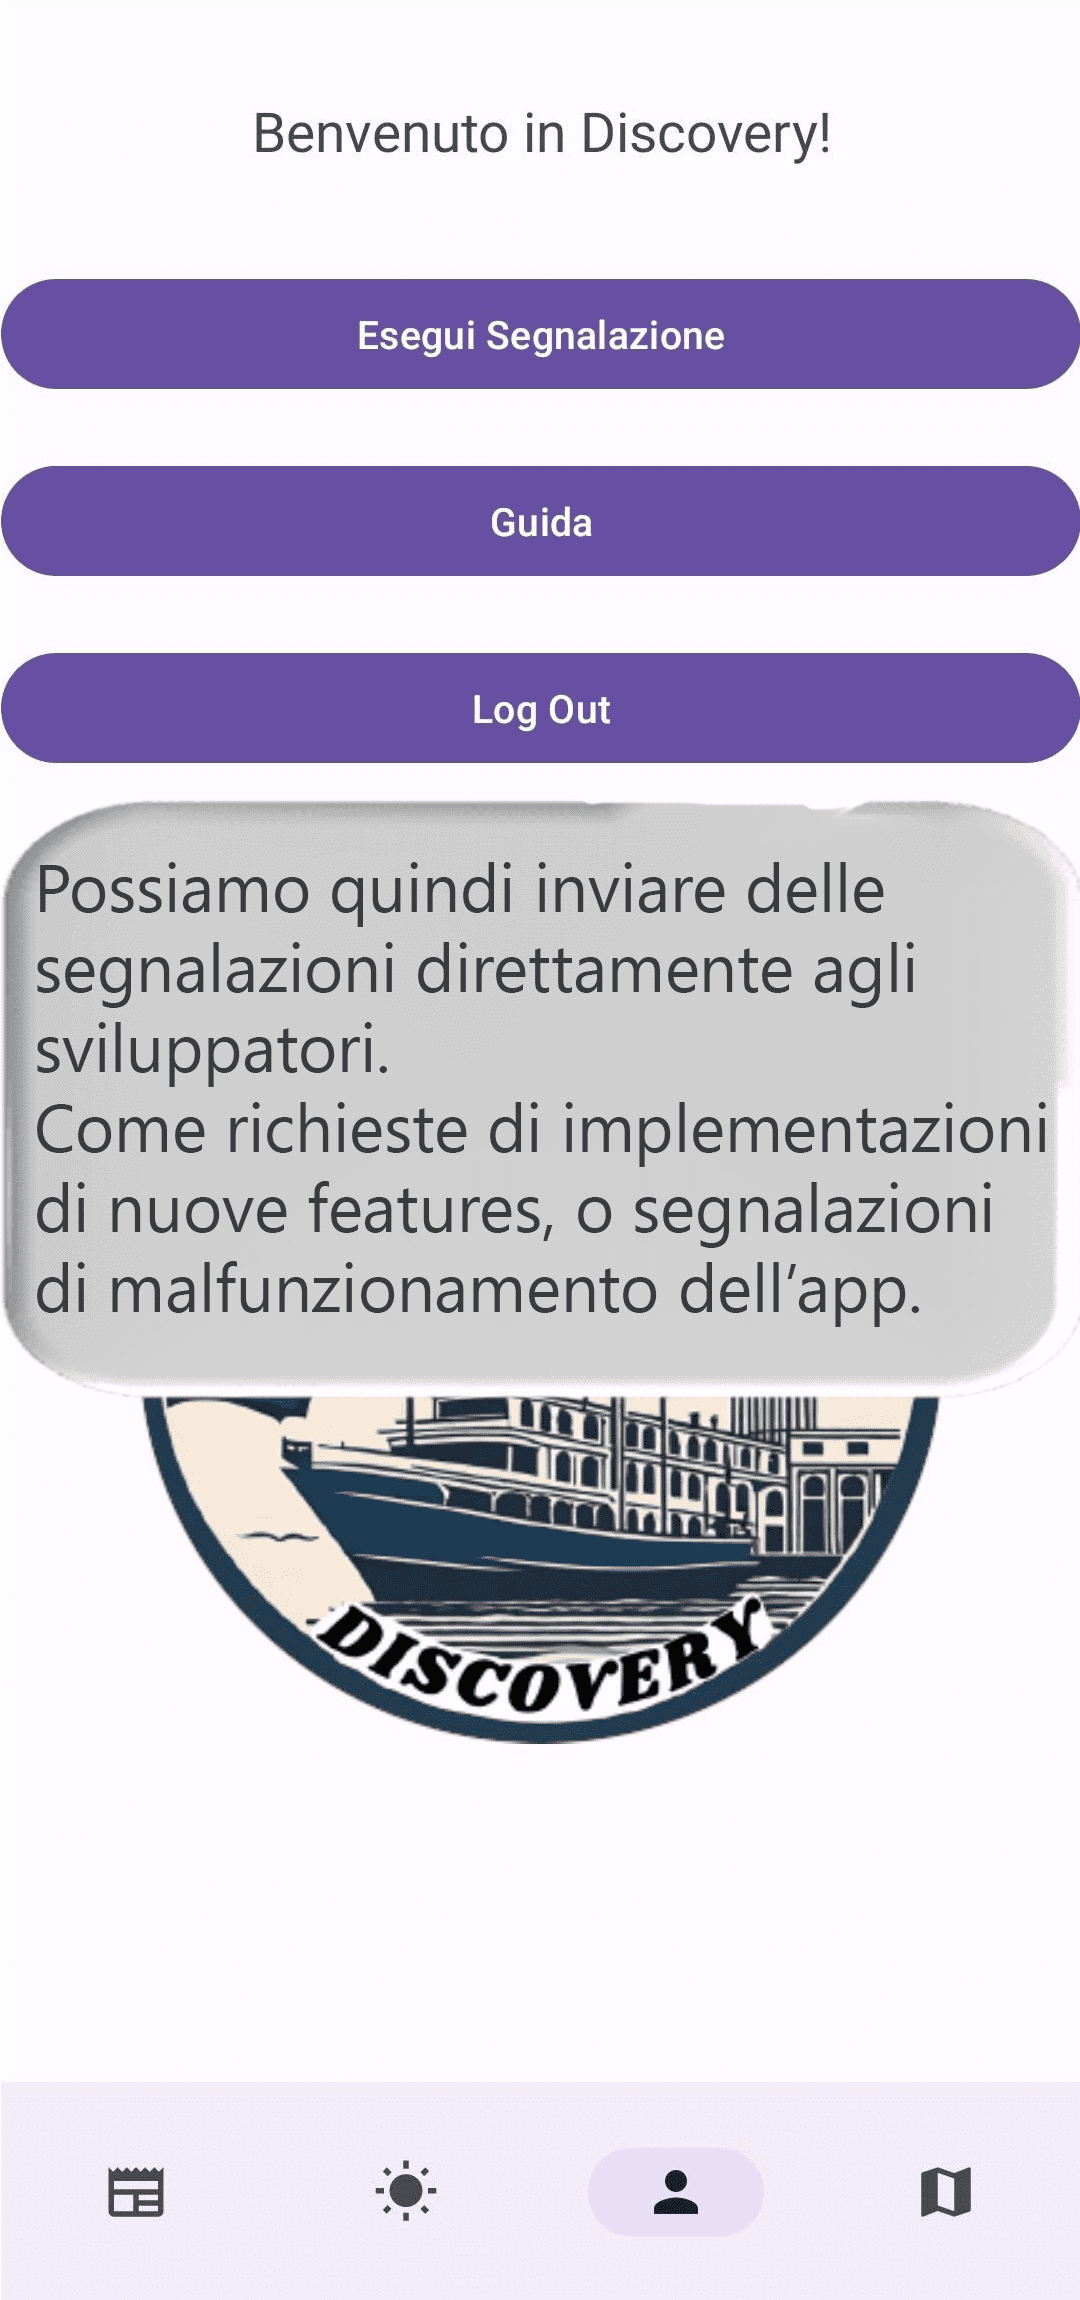 Benvenuto in Discovery!
Esegui Segnalazione
Guida
Log Out
Possiamo quindi inviare delle
segnalazioni direttamente agli
sviluppatori.
Come richieste di implementazioni
di nuove features, o segnalazioni
di malfunzionamento dell’app.
DISCOVERY